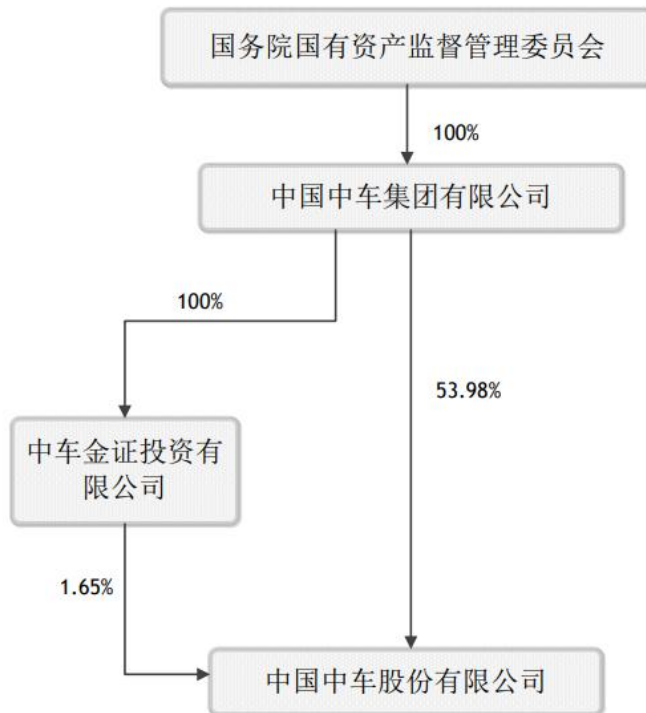 国务院国有资产监督管理委员会
100%
中国中车集团有限公司
100%
53.98%
中车金证投资有
限公司
1.65%
中国中车股份有限公司